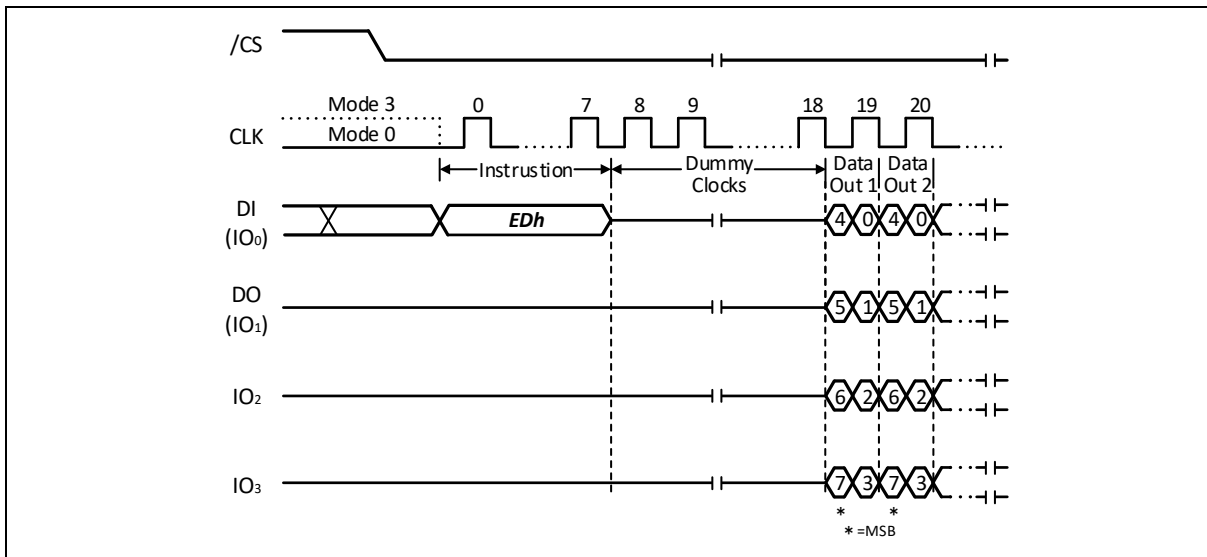 /CS
Mode 3
Mode 0
CLK
0 7 8 9 18 19 20
Instrustion
Dummy
Clocks
Data
Out 1
Data
Out 2
DI
(IO₀)
EDh
4 0 4 0
DO
(IO₁)
5 1 5 1
IO₂
6 2 6 2
IO₃
7 3 7 3
* *
* =MSB